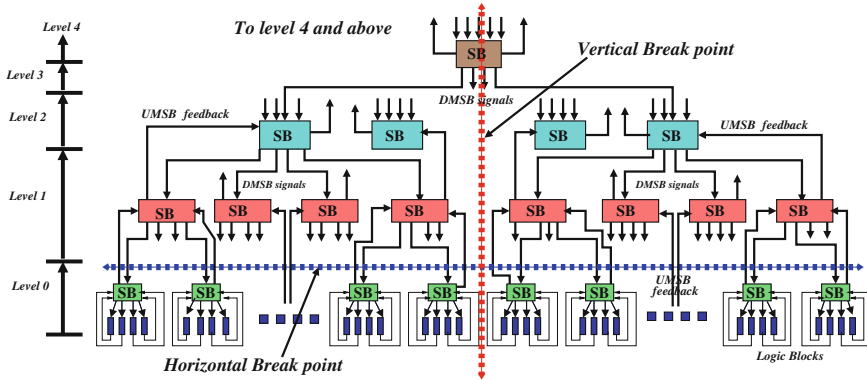 Level 4
To level 4 and above
SB
Vertical Break point
Level 3
DMSB signals
Level 2
UMSB feedback
SB
SB
SB
SB
UMSB feedback
Level 1
DMSB signals
DMSB signals
SB
SB
SB
SB
SB
SB
SB
SB
Level 0
UMSB
feedback
SB
SB
SB
SB
SB
SB
SB
SB
Horizontal Break point
Logic Blocks